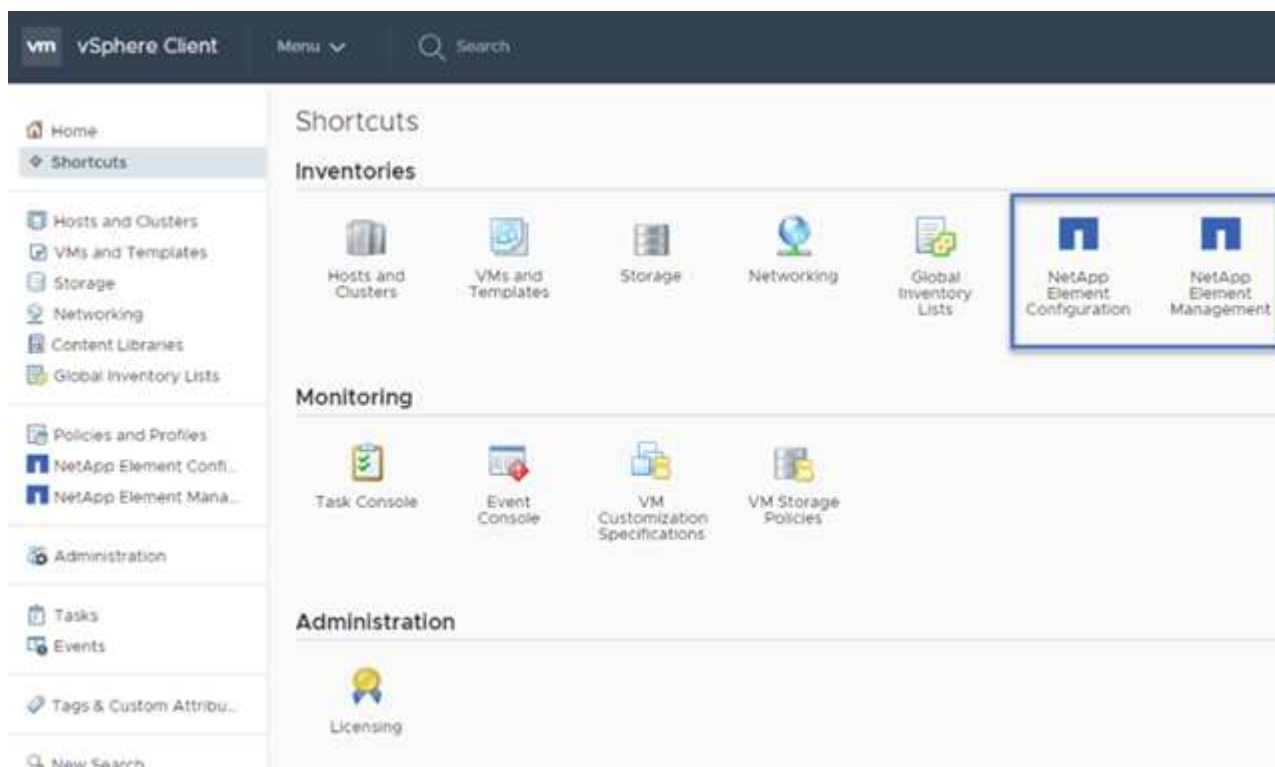 vm vSphere Client Menu Search
Home
Shortcuts
Hosts and Clusters
VMs and Templates
Storage
Networking
Content Libraries
Global Inventory Lists
Policies and Profiles
NetApp Element Confi...
NetApp Element Mana...
Administration
Tasks
Events
Tags & Custom Attribu...
New Search
Shortcuts
Inventories
Hosts and
Clusters
VMs and
Templates
Storage
Networking
Global
Inventory
Lists
NetApp
Element
Configuration
NetApp
Element
Management
Monitoring
Task Console
Event
Console
VM
Customization
Specifications
VM Storage
Policies
Administration
Licensing